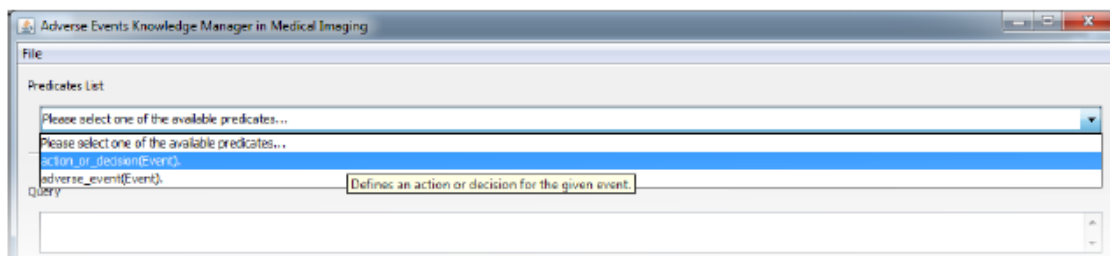 Adverse Events Knowledge Manager in Medical Imaging
File
Predicates List
Please select one of the available predicates...
Please select one of the available predicates...
action_or_decision(Event).
adverse_event(Event).
Defines an action or decision for the given event.
Query